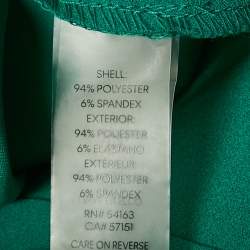 SHELL:
94% POLYESTER
6% SPANDEX
EXTERIOR:
94% POLIESTER
6% ELASTANO
EXTÉRIEUR:
94% POLYESTER
6% SPANDEX
RN# 54163
CA# 57151
CARE ON REVERSE